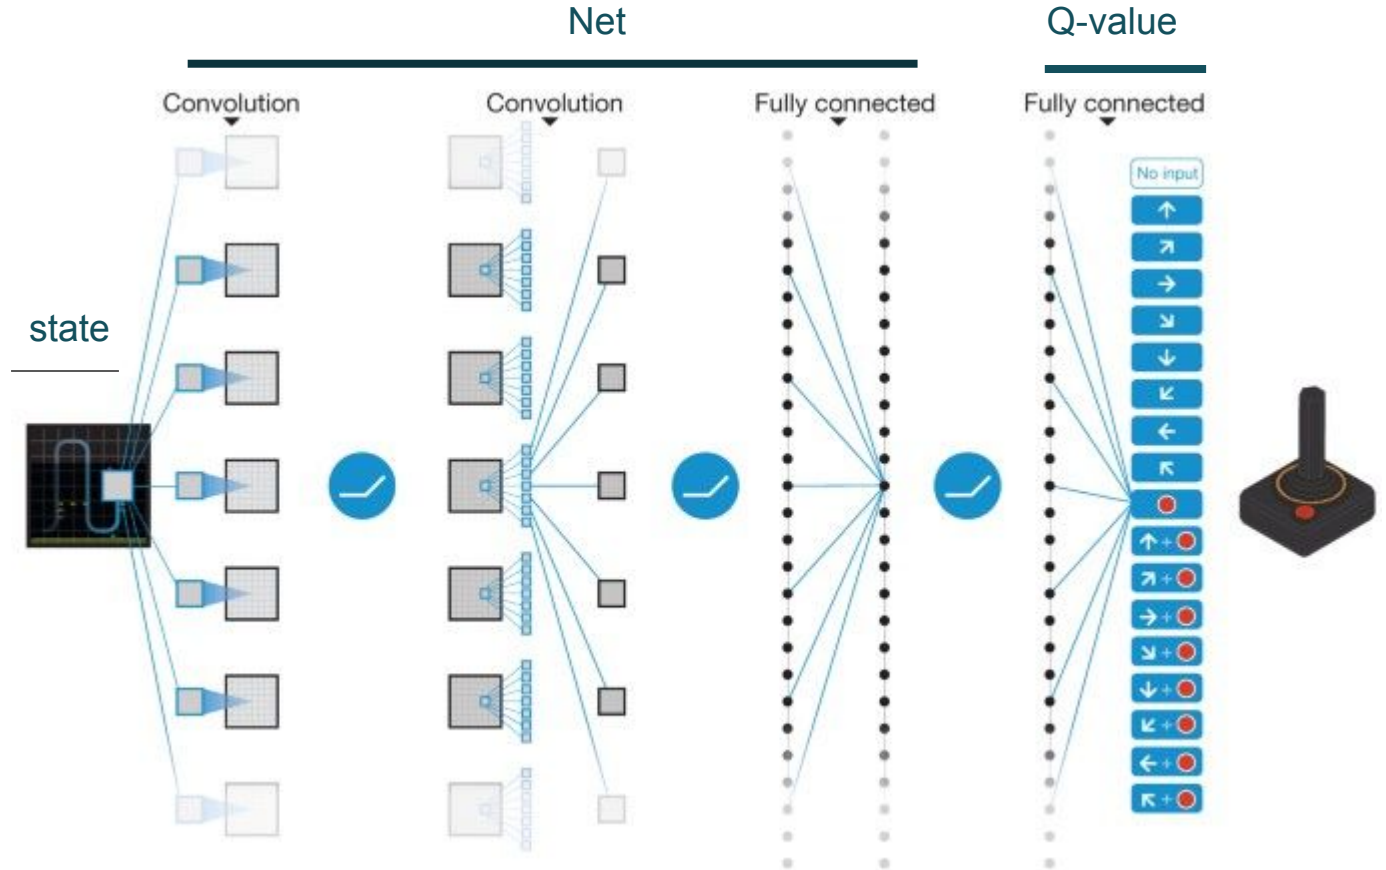 Net
Q-value
Convolution
Convolution
Fully connected
Fully connected
No input
state